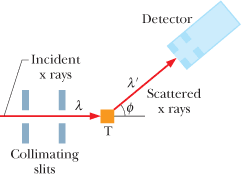 Detector
Incident
x rays
λ
λ′
ϕ
Scattered
x rays
T
Collimating
slits